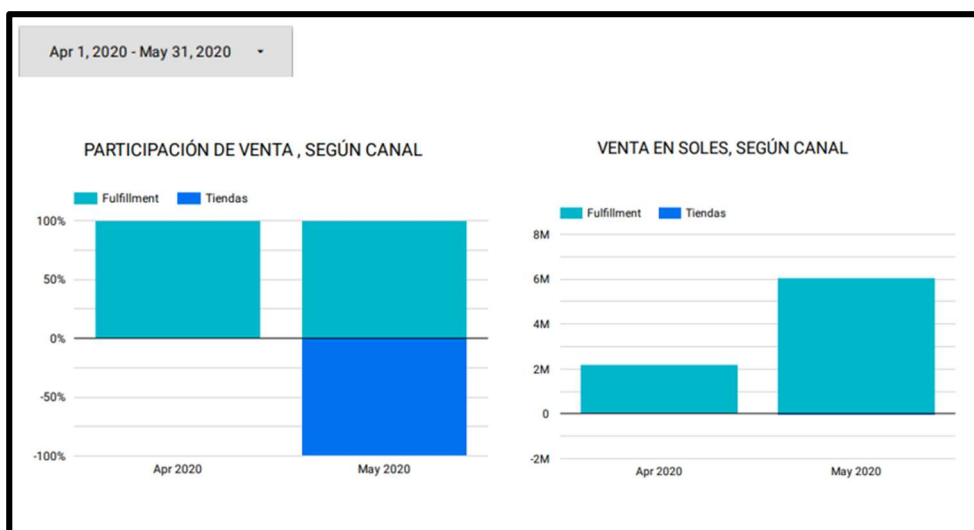 Apr 1, 2020 - May 31, 2020
PARTICIPACIÓN DE VENTA , SEGÚN CANAL
Fulfillment Tiendas
100%
50%
0%
-50%
-100%
Apr 2020 May 2020
VENTA EN SOLES, SEGÚN CANAL
Fulfillment Tiendas
8M
6M
4M
2M
0
-2M
Apr 2020 May 2020